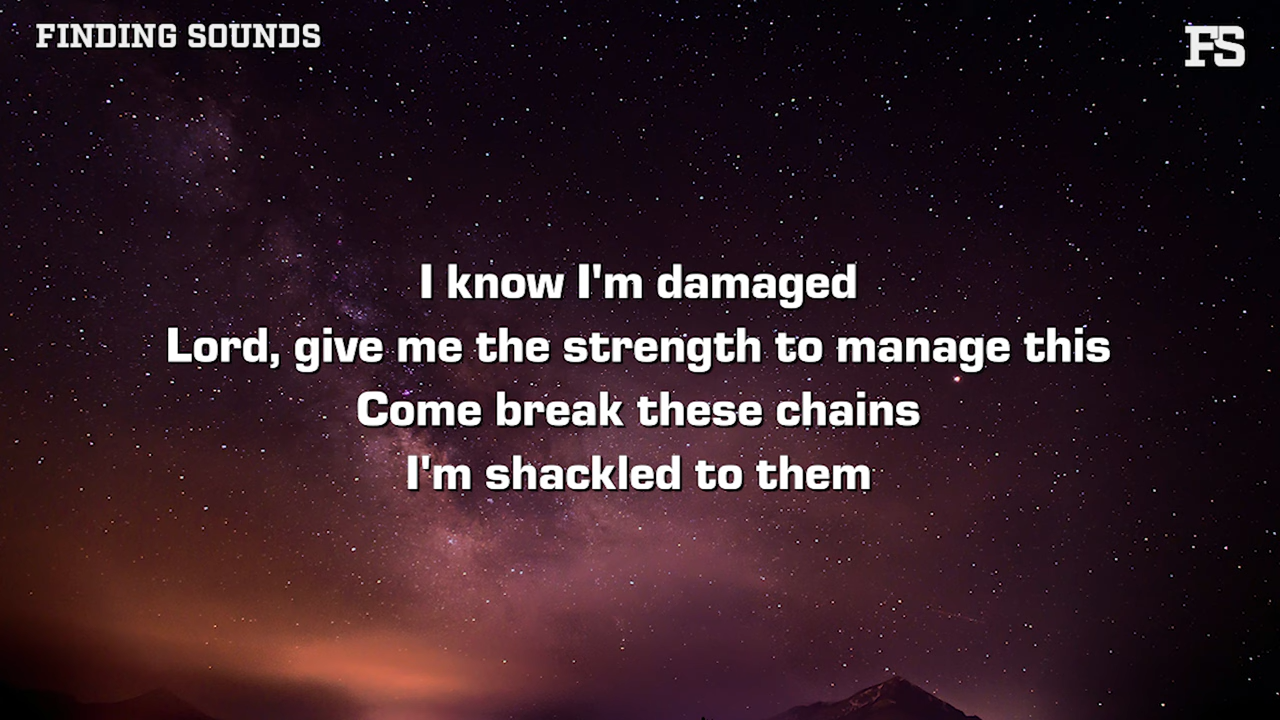 FINDING SOUNDS
FS
I know I'm damaged
Lord, give me the strength to manage this
Come break these chains
I'm shackled to them